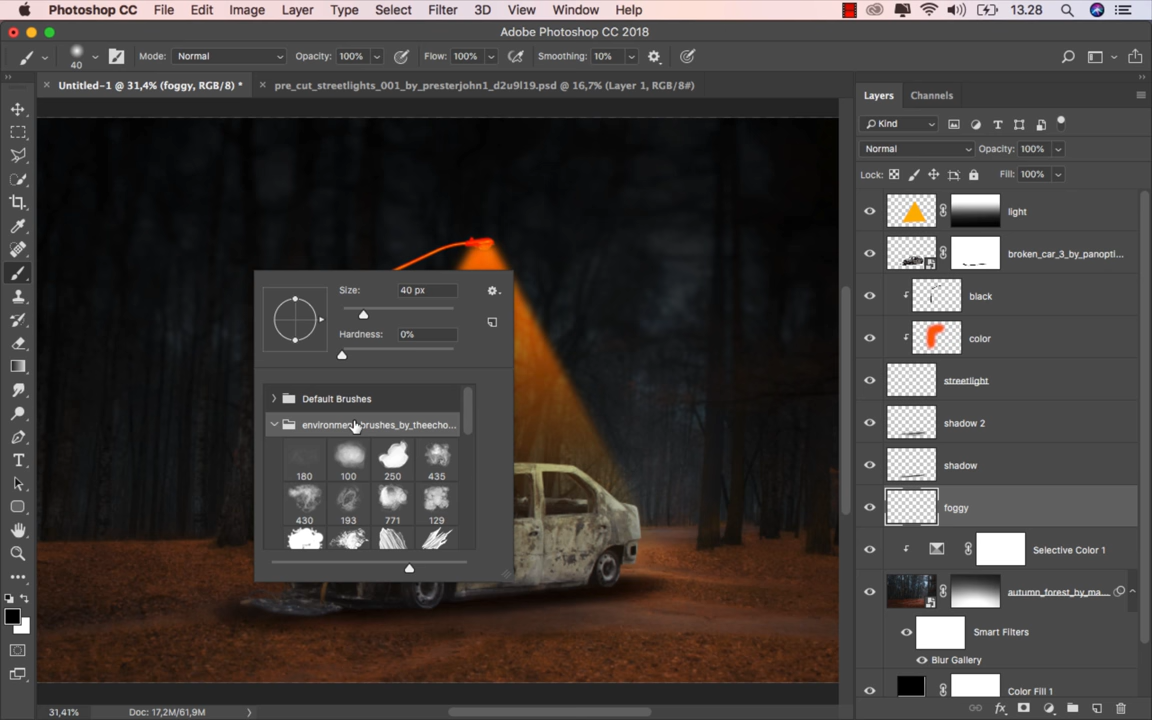 Photoshop CC File Edit Image Layer Type Select Filter 3D View Window Help 13.28
Adobe Photoshop CC 2018
40 Mode: Normal Opacity: 100% Flow: 100% Smoothing: 10%
Untitled-1 @ 31,4% (foggy, RGB/8) * pre_cut_streetlights_001_by_presterjohn1_d2u9l19.psd @ 16,7% (Layer 1, RGB/8#)
Layers Channels
Kind
Normal Opacity: 100%
Lock: Fill: 100%
light
broken_car_3_by_panopti...
black
color
streetlight
shadow 2
shadow
foggy
Selective Color 1
autumn_forest_by_ma...
Smart Filters
Blur Gallery
Color Fill 1
Size: 40 px
Hardness: 0%
Default Brushes
environment_brushes_by_theecho...
180 100 250 435
430 193 771 129
31,41% Doc: 17,2M/61,9M